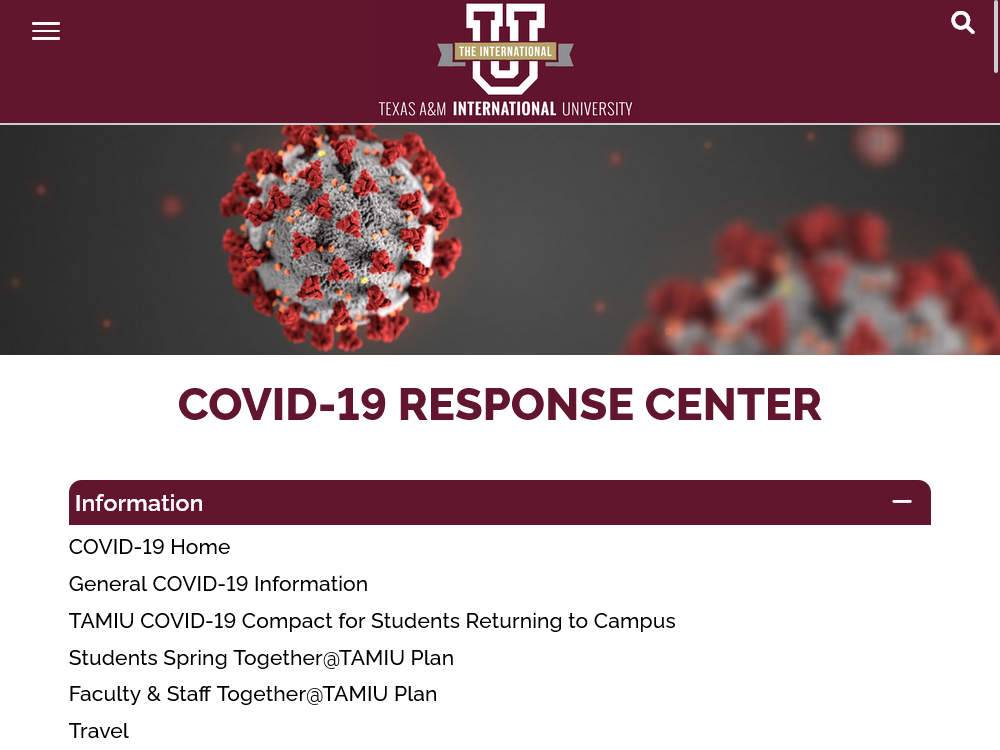 THE INTERNATIONAL
TEXAS A&M INTERNATIONAL UNIVERSITY
COVID-19 RESPONSE CENTER
Information
COVID-19 Home
General COVID-19 Information
TAMIU COVID-19 Compact for Students Returning to Campus
Students Spring Together@TAMIU Plan
Faculty & Staff Together@TAMIU Plan
Travel